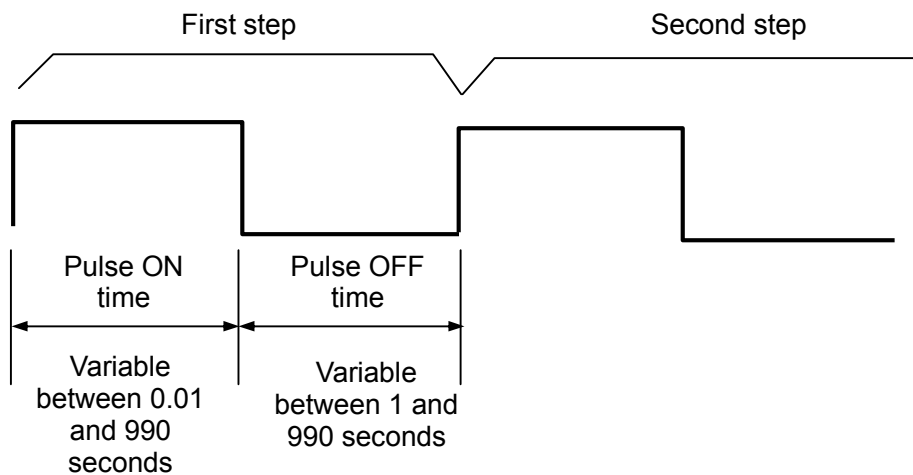 First step
Second step
Pulse ON
time
Pulse OFF
time
Variable
between 0.01
and 990
seconds
Variable
between 1 and
990 seconds